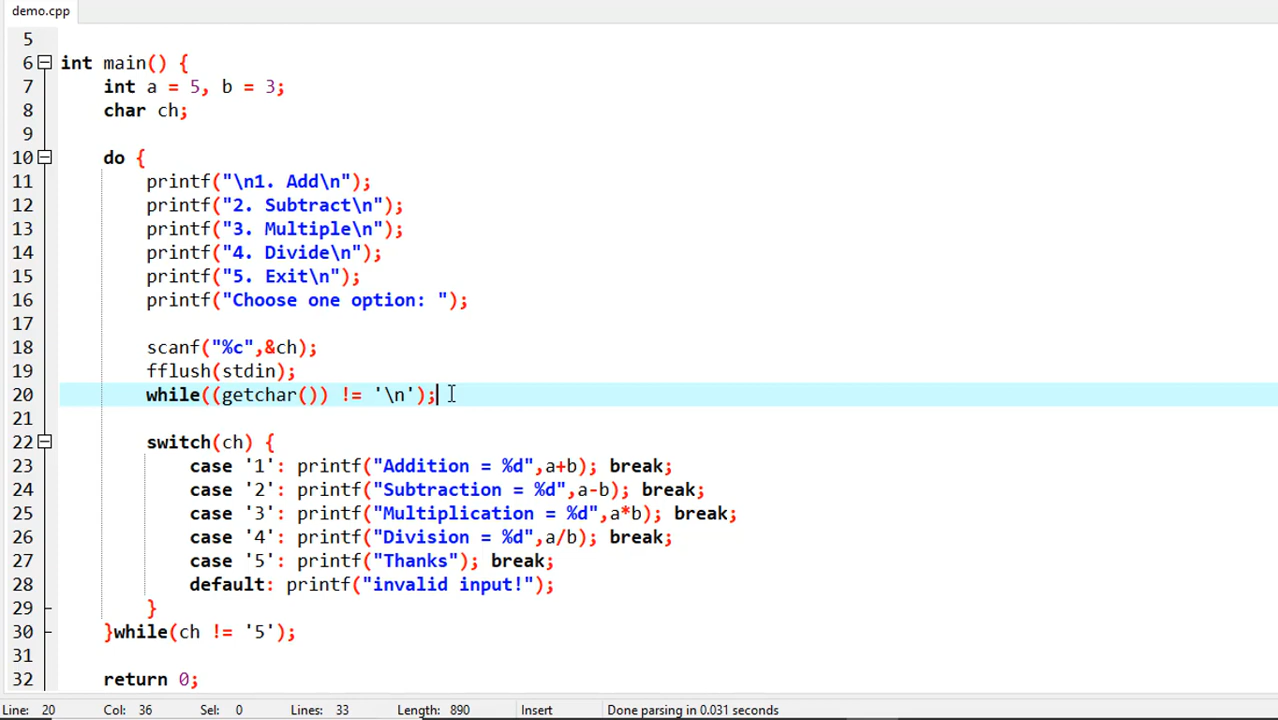 demo.cpp
5
6 int main() {
7 int a = 5, b = 3;
8 char ch;
9
10 do {
11 printf("\n1. Add\n");
12 printf("2. Subtract\n");
13 printf("3. Multiple\n");
14 printf("4. Divide\n");
15 printf("5. Exit\n");
16 printf("Choose one option: ");
17
18 scanf("%c",&ch);
19 fflush(stdin);
20 while((getchar()) != '\n');
21
22 switch(ch) {
23 case '1': printf("Addition = %d",a+b); break;
24 case '2': printf("Subtraction = %d",a-b); break;
25 case '3': printf("Multiplication = %d",a*b); break;
26 case '4': printf("Division = %d",a/b); break;
27 case '5': printf("Thanks"); break;
28 default: printf("invalid input!");
29 }
30 }while(ch != '5');
31
32 return 0;
Line: 20 Col: 36 Sel: 0 Lines: 33 Length: 890 Insert Done parsing in 0.031 seconds